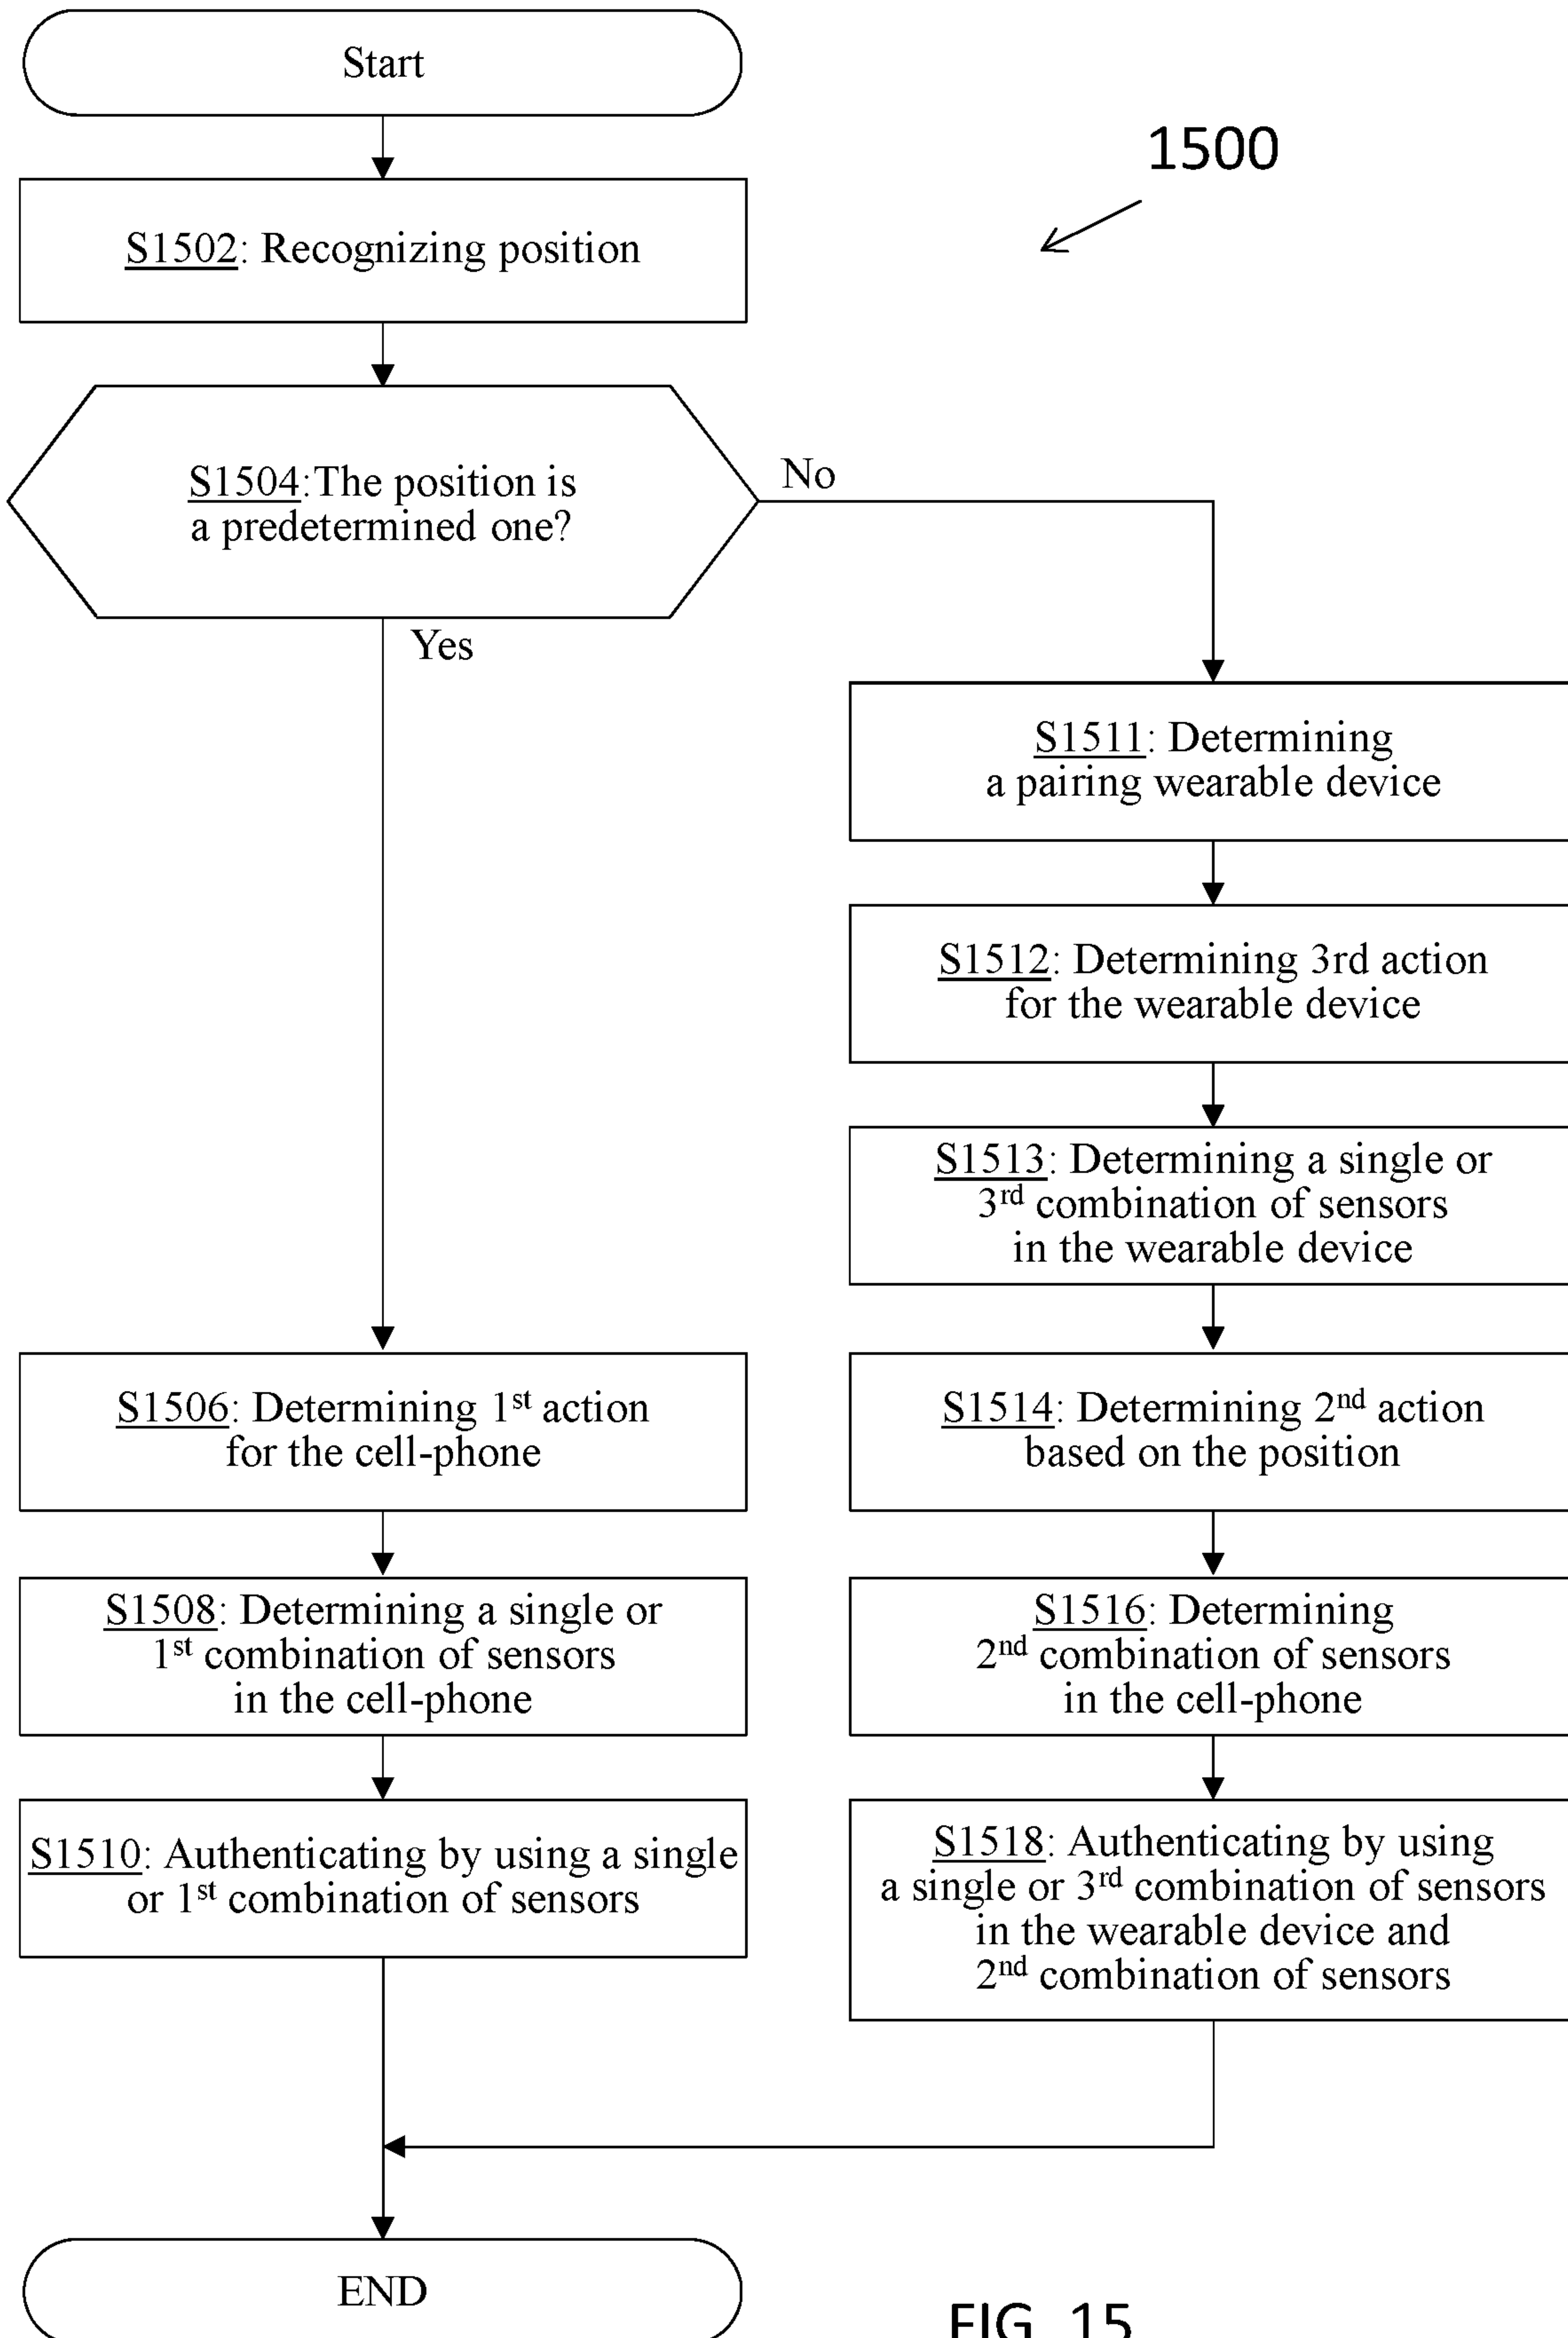 Start
1500
S1502: Recognizing position
S1504:The position is
a predetermined one?
No
Yes
S1511: Determining
a pairing wearable device
S1512: Determining 3rd action
for the wearable device
S1513: Determining a single or
3rd combination of sensors
in the wearable device
S1506: Determining 1st action
for the cell-phone
S1514: Determining 2nd action
based on the position
S1508: Determining a single or
1st combination of sensors
in the cell-phone
S1516: Determining
2nd combination of sensors
in the cell-phone
S1510: Authenticating by using a single
or 1st combination of sensors
S1518: Authenticating by using
a single or 3rd combination of sensors
in the wearable device and
2nd combination of sensors
END
FIG. 15